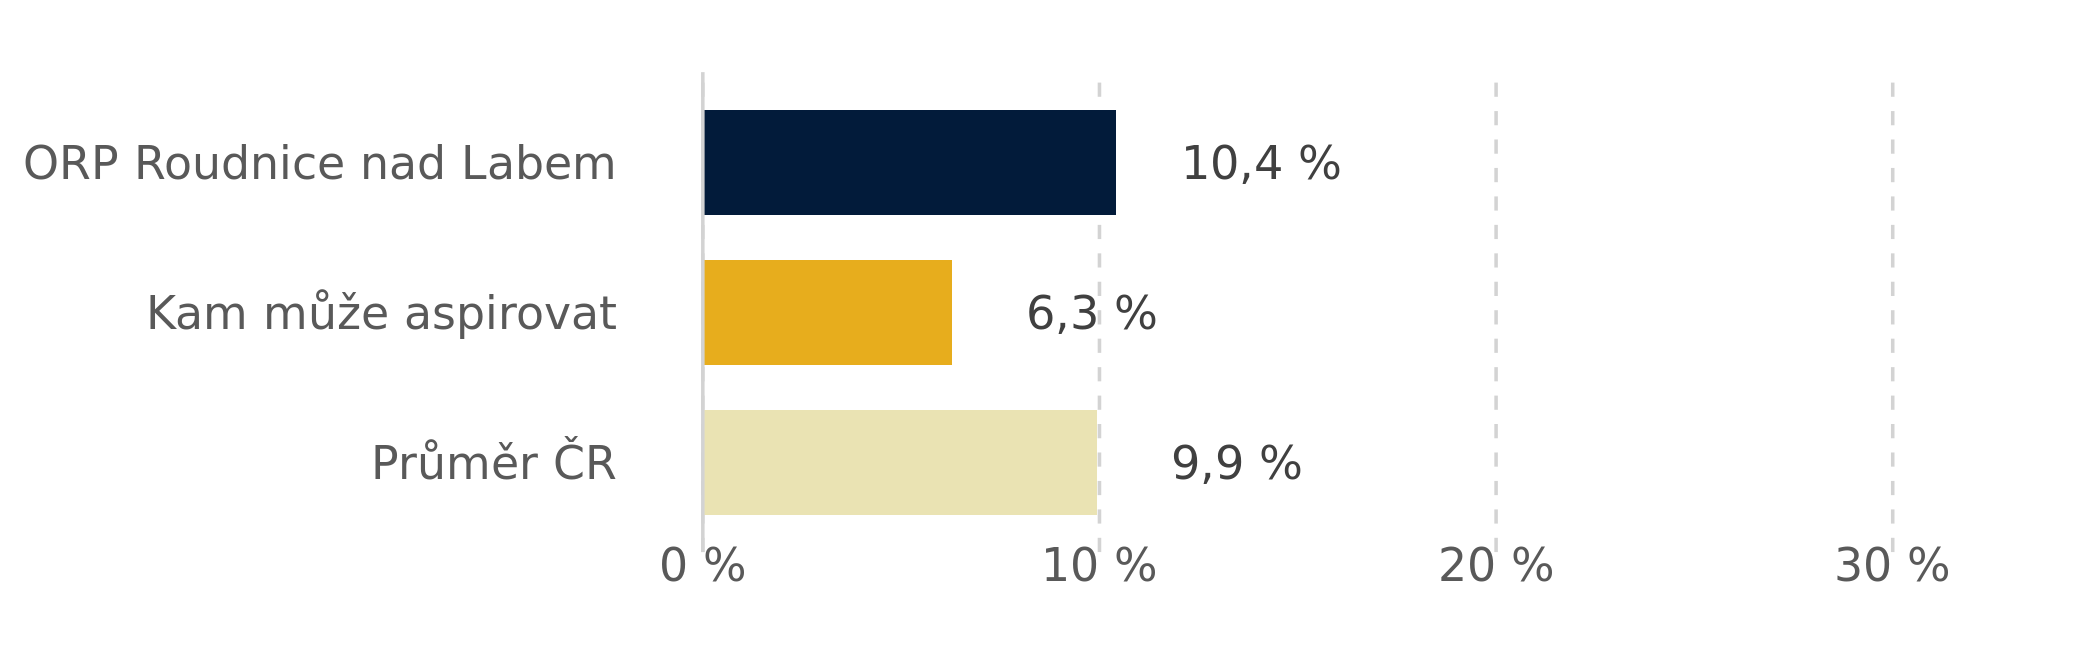 ORP Roudnice nad Labem 10,4 %
Kam může aspirovat 6,3 %
Průměr ČR 9,9 %
0 % 10 % 20 % 30 %